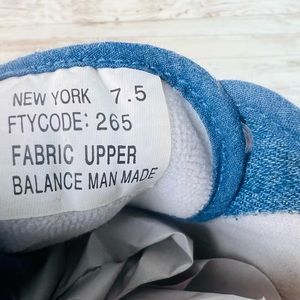 NEW YORK 7.5
FTYCODE: 265
FABRIC UPPER
BALANCE MAN MADE